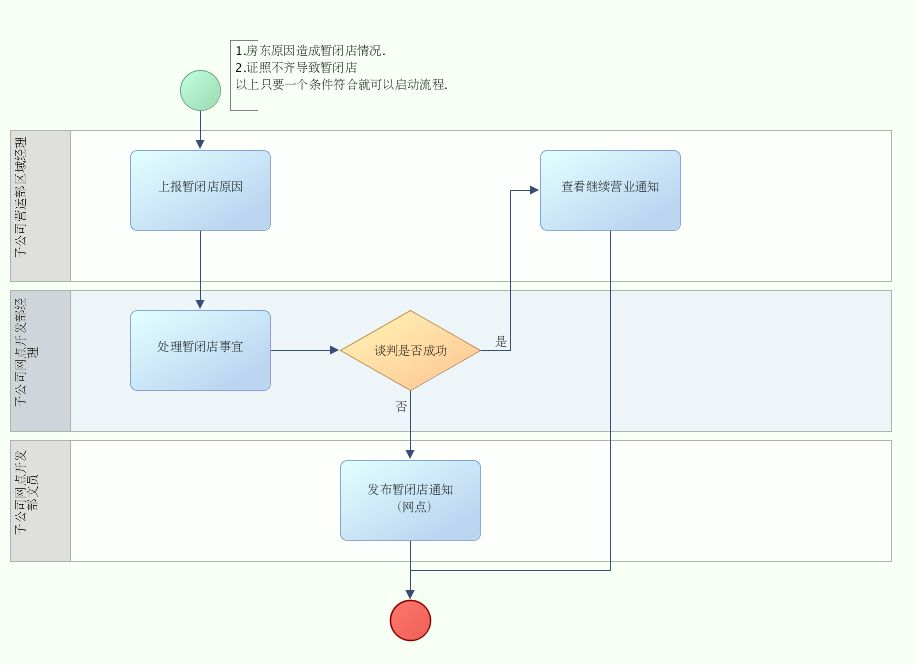 1.房东原因造成暂闭店情况.
2.证照不齐导致暂闭店
以上只要一个条件符合就可以启动流程.
子公司营运部区域经理
上报暂闭店原因
查看继续营业通知
子公司网点开发部经
理
处理暂闭店事宜
谈判是否成功
是
否
子公司网点开发
部文员
发布暂闭店通知
（网点）